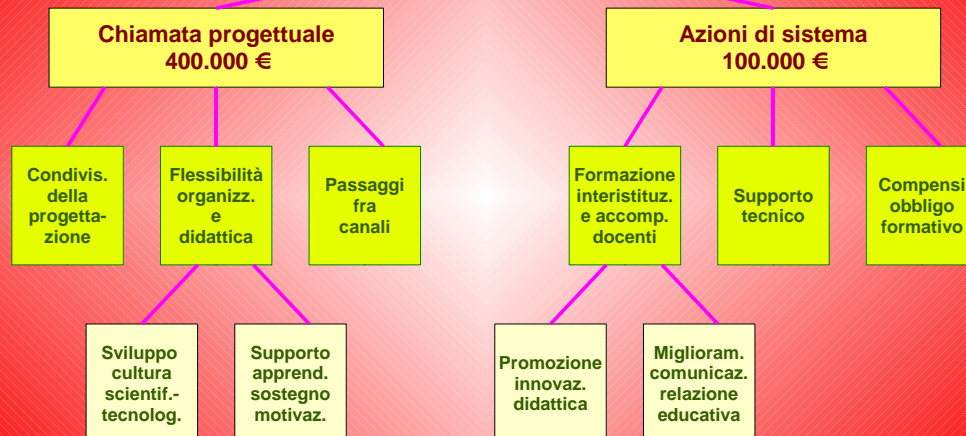 Chiamata progettuale
400.000 €
Azioni di sistema
100.000 €
Condivis.
della
progetta-
zione
Flessibilità
organizz.
e
didattica
Passaggi
fra
canali
Formazione
interistituz.
e accomp.
docenti
Supporto
tecnico
Compensi
obbligo
formativo
Sviluppo
cultura
scientif.-
tecnolog.
Supporto
apprend.
sostegno
motivaz.
Promozione
innovaz.
didattica
Miglioram.
comunicaz.
relazione
educativa